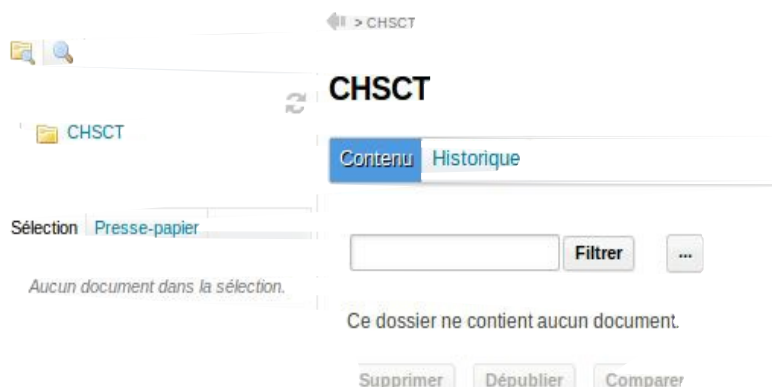 > CHSCT
CHSCT
CHSCT
Contenu Historique
Sélection Presse-papier
Aucun document dans la sélection.
Filtrer ...
Ce dossier ne contient aucun document.
Supprimer Dépublier Comparer